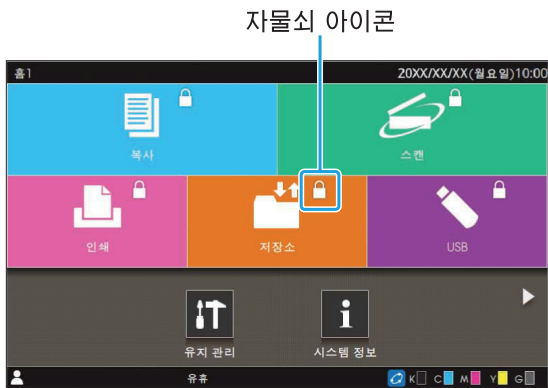 자물쇠 아이콘
홈1 20XX/XX/XX(월요일)10:00
복사 스캔
인쇄 저장소 USB
유지 관리 시스템 정보
유휴 K C M Y G